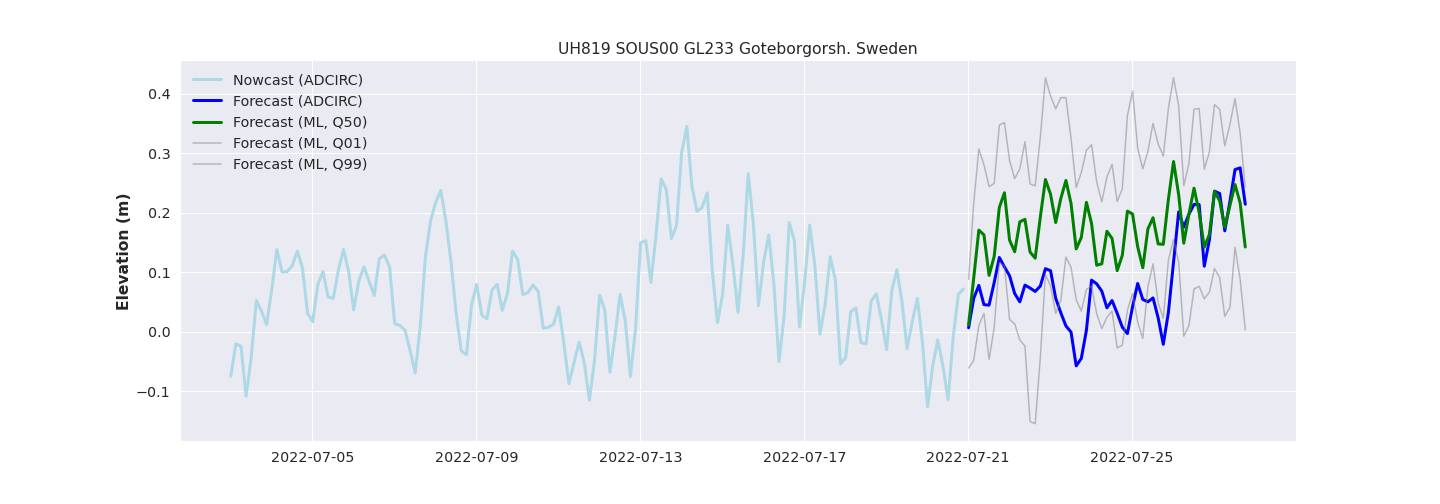 UH819 SOUS00 GL233 Goteborgorsh. Sweden
Nowcast (ADCIRC)
Forecast (ADCIRC)
Forecast (ML, Q50)
Forecast (ML, Q01)
Forecast (ML, Q99)
Elevation (m)
0.4
0.3
0.2
0.1
0.0
−0.1
2022-07-05
2022-07-09
2022-07-13
2022-07-17
2022-07-21
2022-07-25